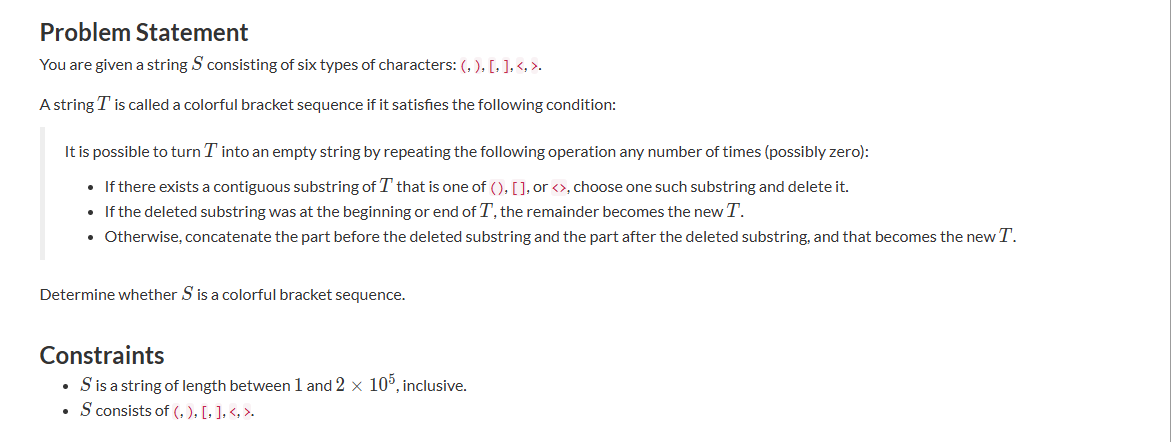 Problem Statement
You are given a string S consisting of six types of characters: (, ), [, ], <, >.
A string T is called a colorful bracket sequence if it satisfies the following condition:
It is possible to turn T into an empty string by repeating the following operation any number of times (possibly zero):
• If there exists a contiguous substring of T that is one of (), [], or <>, choose one such substring and delete it.
• If the deleted substring was at the beginning or end of T, the remainder becomes the new T.
• Otherwise, concatenate the part before the deleted substring and the part after the deleted substring, and that becomes the new T.
Determine whether S is a colorful bracket sequence.
Constraints
• S is a string of length between 1 and 2 × 10⁵, inclusive.
• S consists of (, ), [, ], <, >.